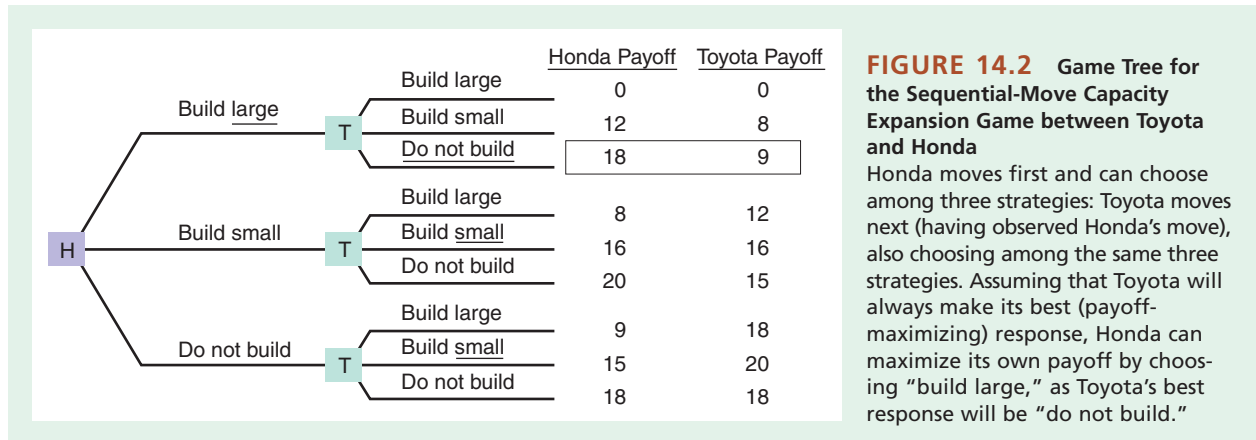 Honda Payoff Toyota Payoff
Build large 0 0
Build large
T
Build small 12 8
Do not build 18 9
Build large 8 12
H
Build small
T
Build small 16 16
Do not build 20 15
Build large 9 18
Do not build
T
Build small 15 20
Do not build 18 18
FIGURE 14.2 Game Tree for
the Sequential-Move Capacity
Expansion Game between Toyota
and Honda
Honda moves first and can choose
among three strategies: Toyota moves
next (having observed Honda's move),
also choosing among the same three
strategies. Assuming that Toyota will
always make its best (payoff-
maximizing) response, Honda can
maximize its own payoff by choos-
ing "build large," as Toyota's best
response will be "do not build."